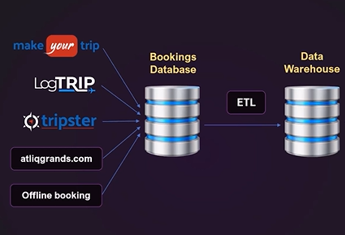 make your trip
LogTRIP
tripster
atliqgrands.com
Offline booking
Bookings
Database
ETL
Data
Warehouse